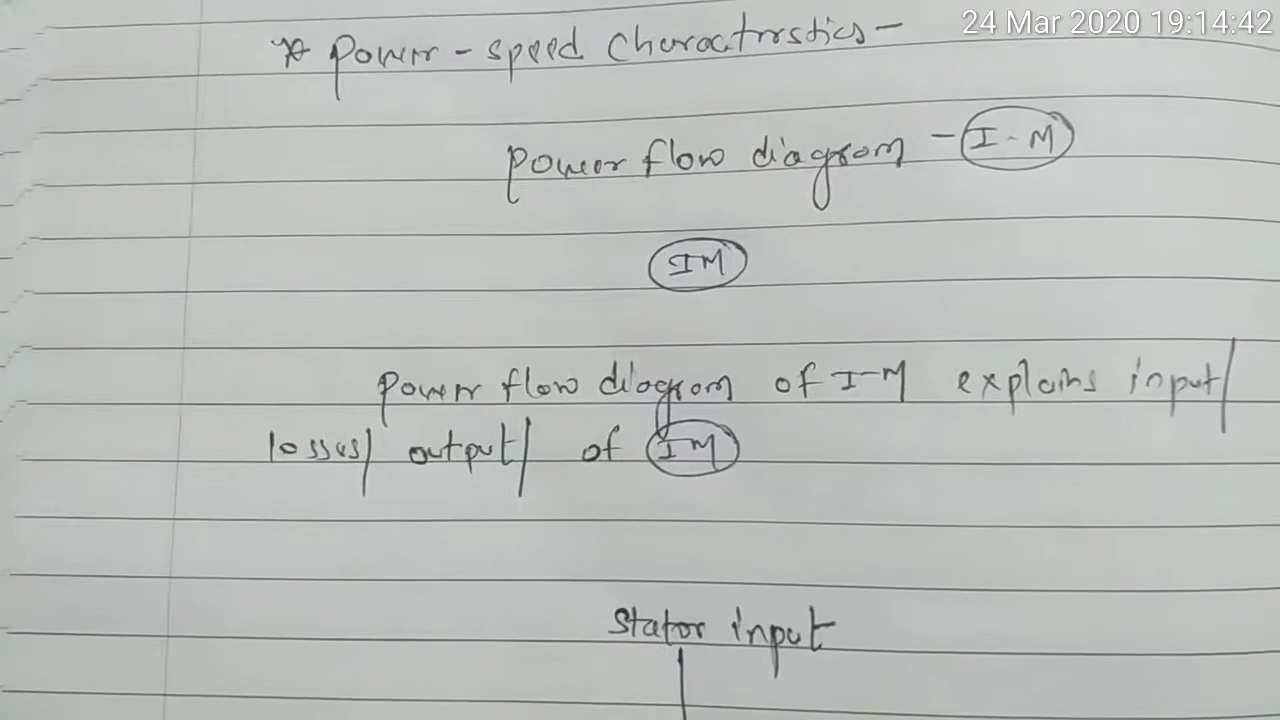 24 Mar 2020 19:14:42
* Power - speed Charactrstics -
Power flow diagram - I-M
IM
Power flow diagram of I-M explains input/
losses/ output/ of IM
Stator input